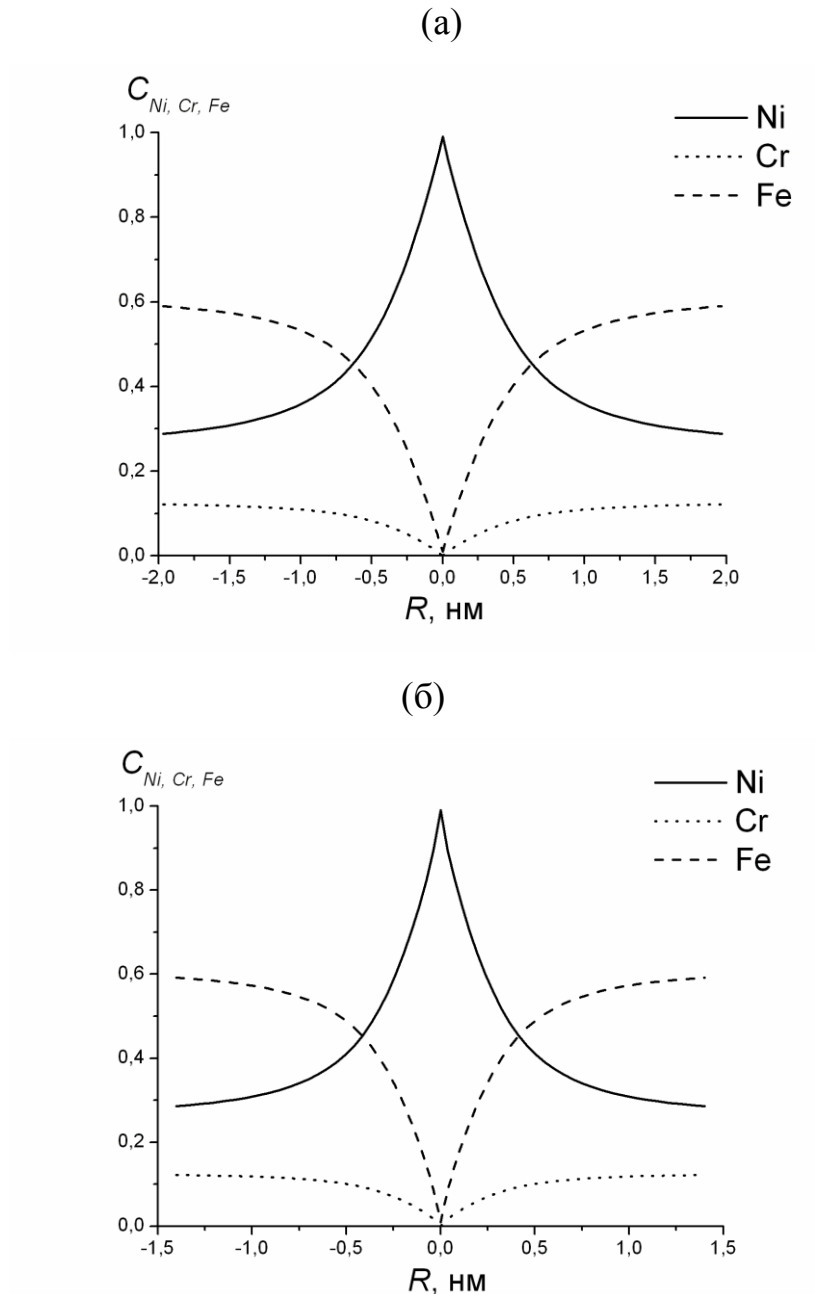 (а)
C Ni, Cr, Fe
Ni
Cr
Fe
1,0
0,8
0,6
0,4
0,2
0,0
-2,0 -1,5 -1,0 -0,5 0,0 0,5 1,0 1,5 2,0
R, нм
(б)
C Ni, Cr, Fe
Ni
Cr
Fe
1,0
0,8
0,6
0,4
0,2
0,0
-1,5 -1,0 -0,5 0,0 0,5 1,0 1,5
R, нм